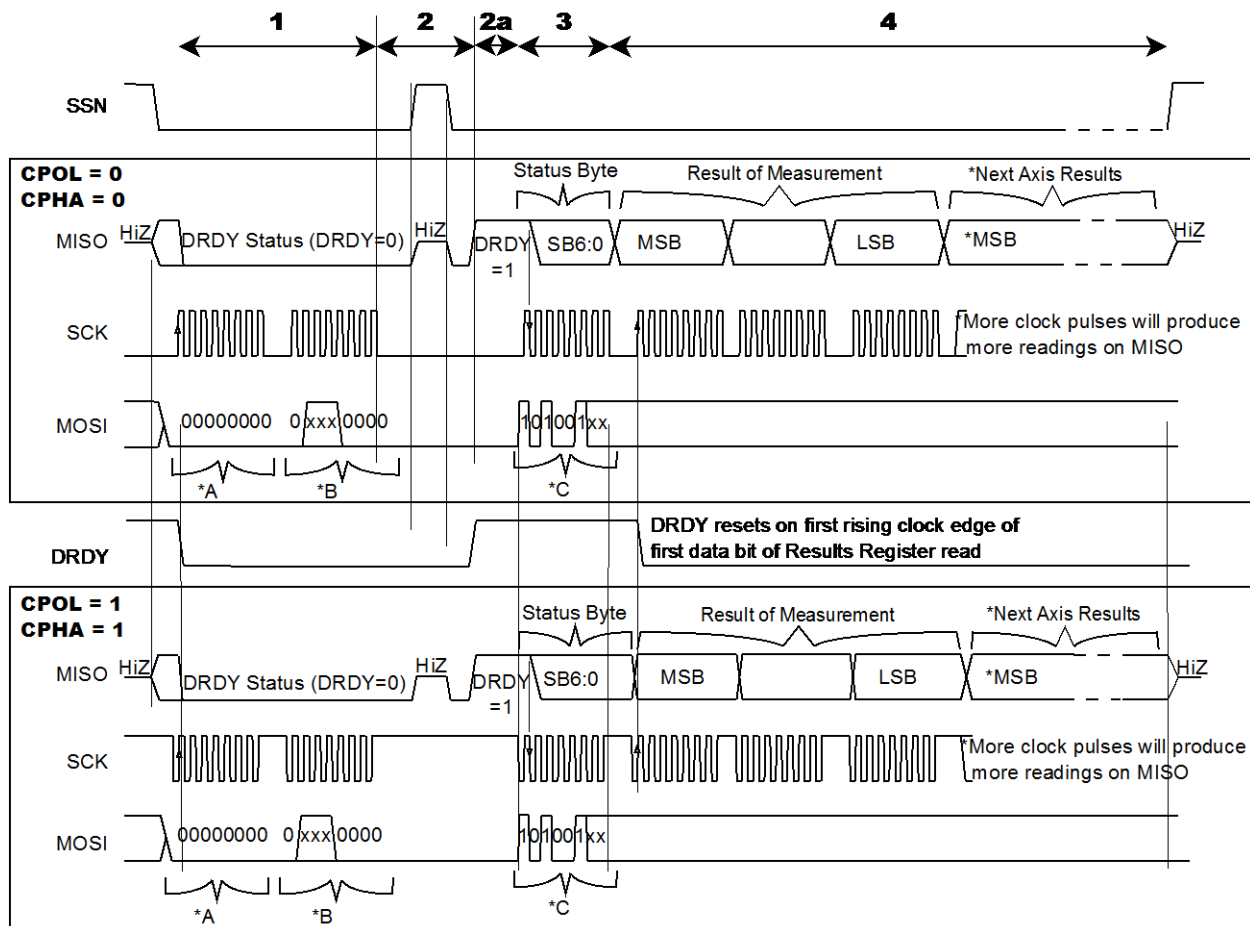 1 2 2a 3 4
SSN
CPOL = 0
CPHA = 0
Status Byte Result of Measurement *Next Axis Results
MISO HiZ DRDY Status (DRDY=0) HiZ DRDY SB6:0 MSB LSB *MSB HiZ
=1
SCK
*More clock pulses will produce
more readings on MISO
MOSI 00000000 0 xxx 0000 101001xx
*A *B *C
DRDY
DRDY resets on first rising clock edge of
first data bit of Results Register read
CPOL = 1
CPHA = 1
Status Byte Result of Measurement *Next Axis Results
MISO HiZ DRDY Status (DRDY=0) HiZ DRDY SB6:0 MSB LSB *MSB HiZ
=1
SCK
*More clock pulses will produce
more readings on MISO
MOSI 00000000 0 xxx 0000 101001xx
*A *B *C